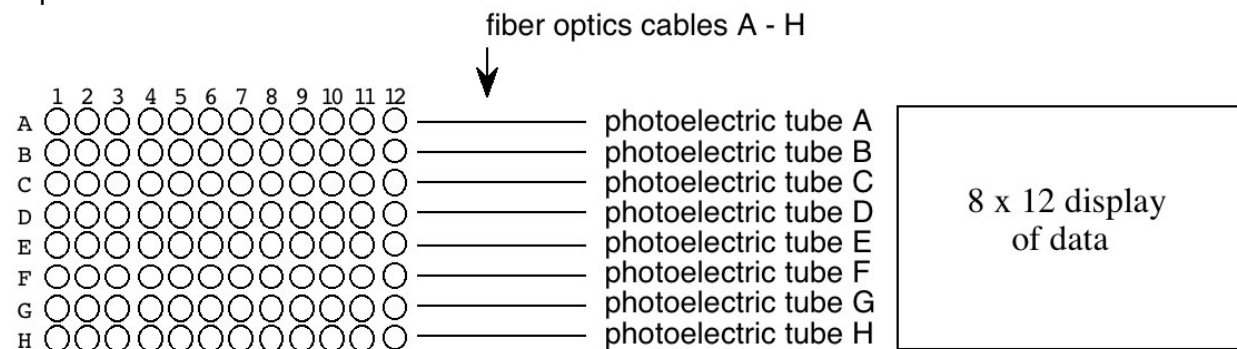 fiber optics cables A - H
1 2 3 4 5 6 7 8 9 10 11 12
A photoelectric tube A
B photoelectric tube B
C photoelectric tube C
D photoelectric tube D
E photoelectric tube E
F photoelectric tube F
G photoelectric tube G
H photoelectric tube H
8 x 12 display
of data